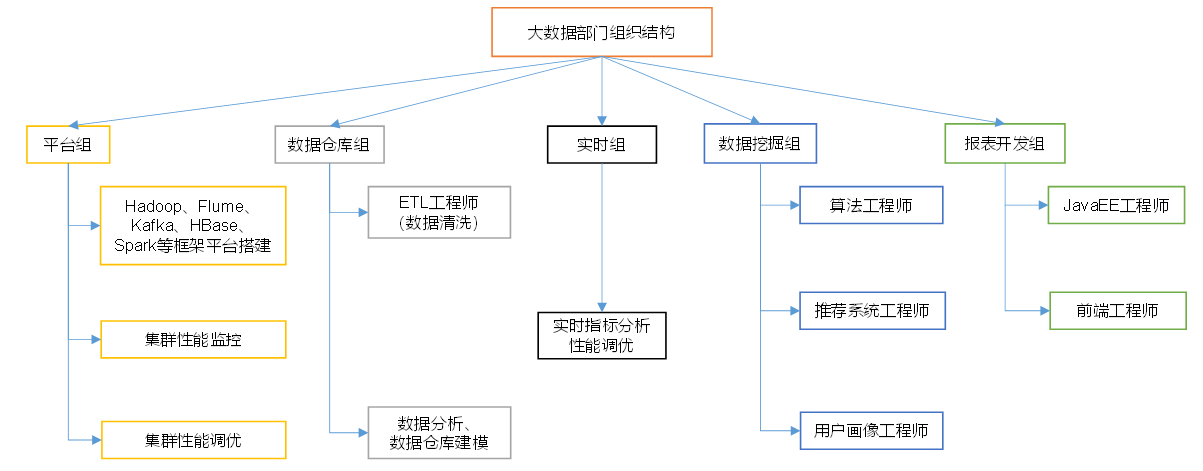 大数据部门组织结构
平台组
数据仓库组
实时组
数据挖掘组
报表开发组
Hadoop、Flume、
Kafka、HBase、
Spark等框架平台搭建
ETL工程师
(数据清洗)
算法工程师
JavaEE工程师
集群性能监控
实时指标分析
性能调优
推荐系统工程师
前端工程师
集群性能调优
数据分析、
数据仓库建模
用户画像工程师